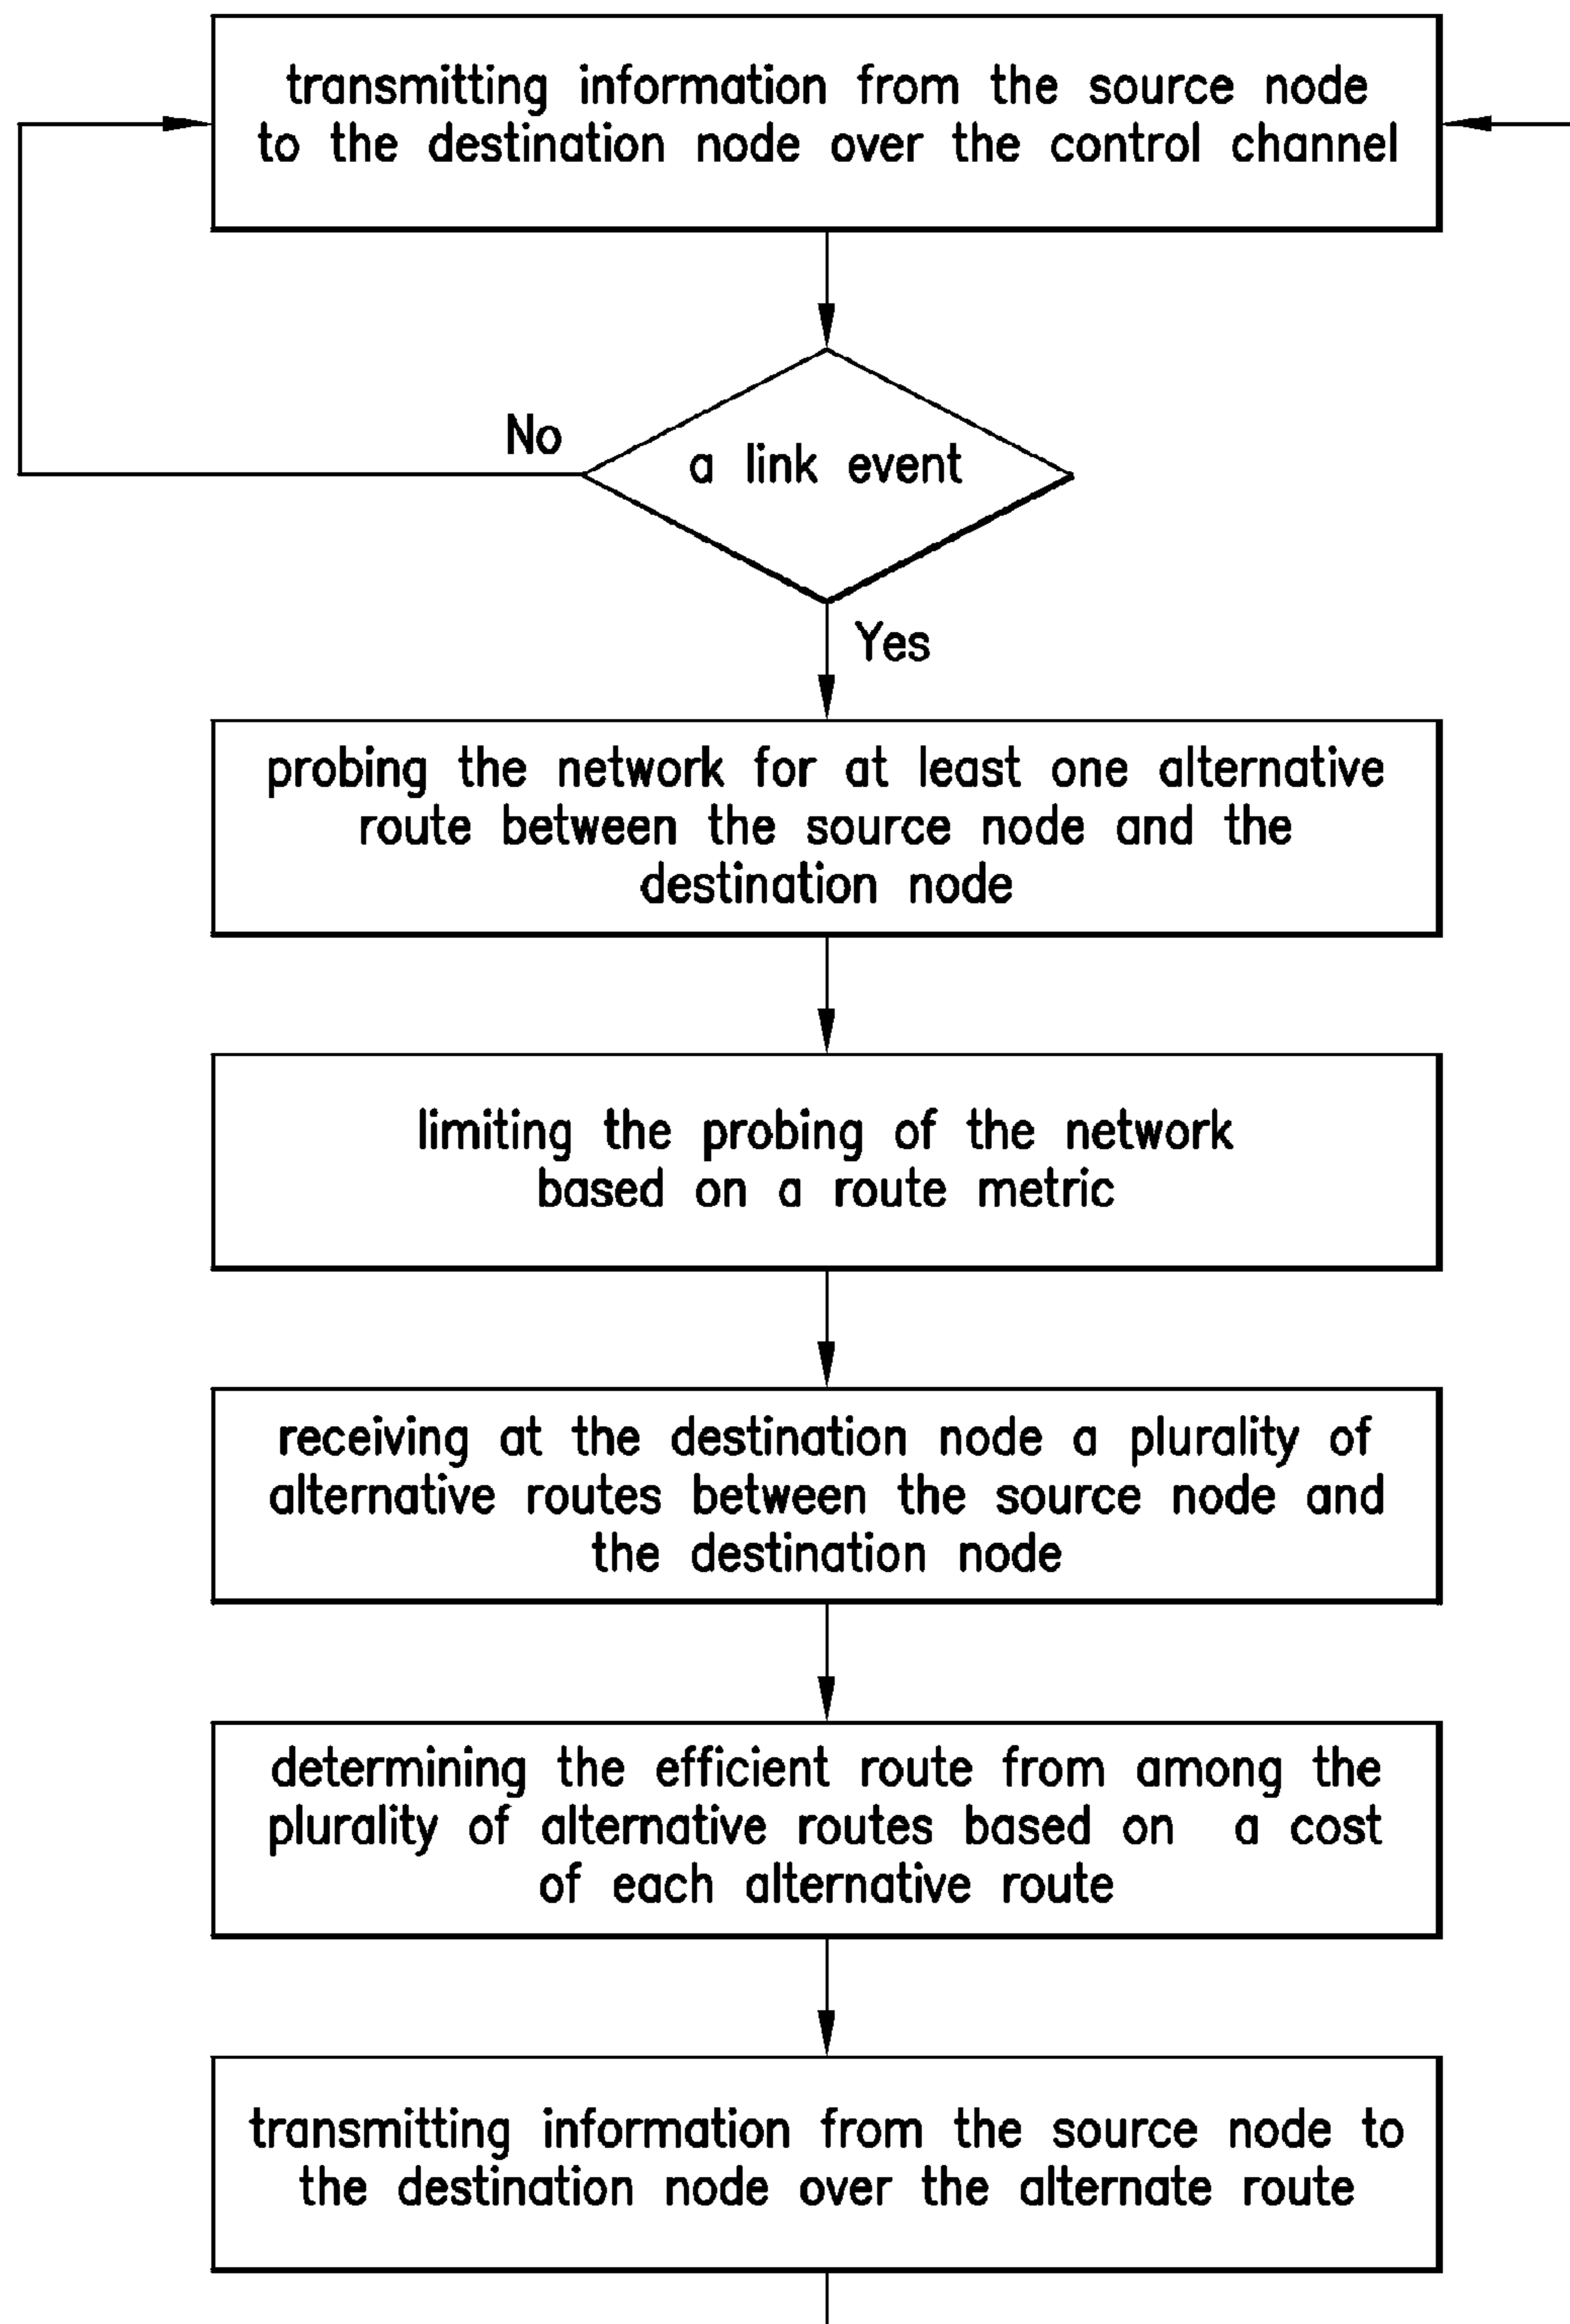 transmitting information from the source node
to the destination node over the control channel
No
a link event
Yes
probing the network for at least one alternative
route between the source node and the
destination node
limiting the probing of the network
based on a route metric
receiving at the destination node a plurality of
alternative routes between the source node and
the destination node
determining the efficient route from among the
plurality of alternative routes based on a cost
of each alternative route
transmitting information from the source node to
the destination node over the alternate route